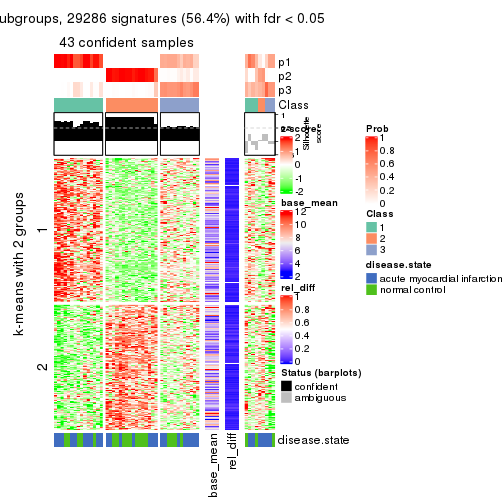 ubgroups, 29286 signatures (56.4%) with fdr < 0.05
43 confident samples
p1
p2
p3
Class
1
Silhouette
score
z-score
2
1
0
-1
-2
base_mean
12
10
8
6
4
2
rel_diff
1
0.8
0.6
0.4
0.2
0
Status (barplots)
confident
ambiguous
Prob
1
0.8
0.6
0.4
0.2
0
Class
1
2
3
disease.state
acute myocardial infarction
normal control
k-means with 2 groups
1
2
disease.state
base_mean
rel_diff